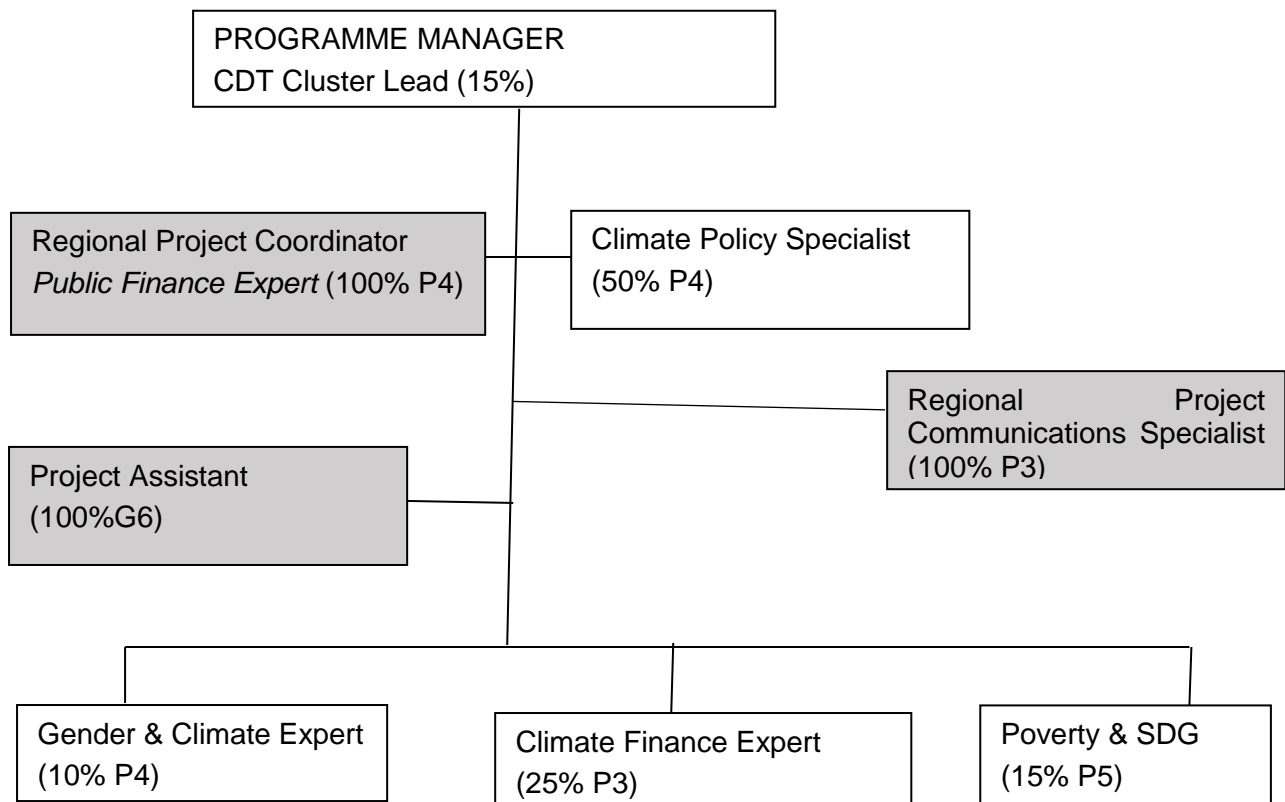 PROGRAMME MANAGER
CDT Cluster Lead (15%)
Regional Project Coordinator
Public Finance Expert (100% P4)
Climate Policy Specialist
(50% P4)
Regional Project
Communications Specialist
(100% P3)
Project Assistant
(100%G6)
Gender & Climate Expert
(10% P4)
Climate Finance Expert
(25% P3)
Poverty & SDG
(15% P5)